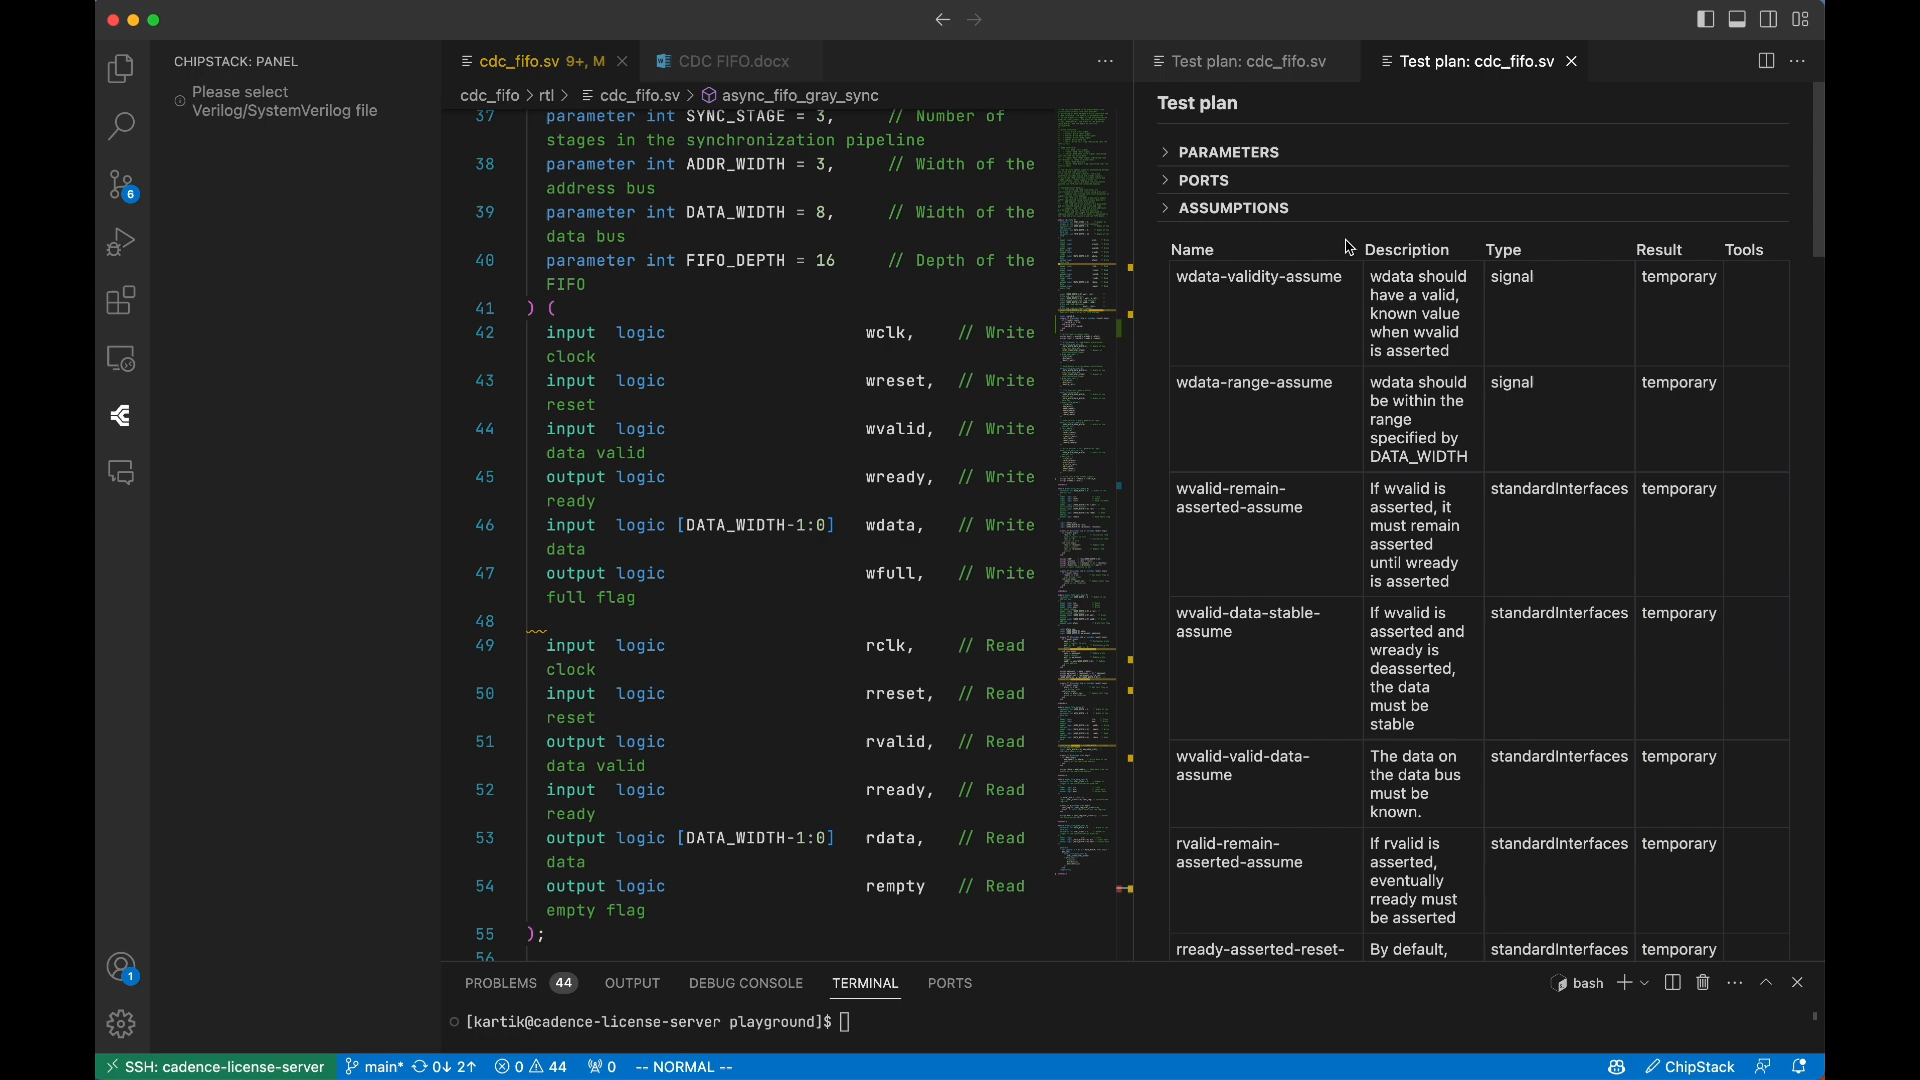 CHIPSTACK: PANEL
Please select
Verilog/SystemVerilog file
cdc_fifo.sv 9+, M
CDC FIFO.docx
cdc_fifo > rtl > cdc_fifo.sv > async_fifo_gray_sync
37 parameter int SYNC_STAGE = 3, // Number of
stages in the synchronization pipeline
38 parameter int ADDR_WIDTH = 3, // Width of the
address bus
39 parameter int DATA_WIDTH = 8, // Width of the
data bus
40 parameter int FIFO_DEPTH = 16 // Depth of the
FIFO
41 ) (
42 input logic wclk, // Write
clock
43 input logic wreset, // Write
reset
44 input logic wvalid, // Write
data valid
45 output logic wready, // Write
ready
46 input logic [DATA_WIDTH-1:0] wdata, // Write
data
47 output logic wfull, // Write
full flag
48
49 input logic rclk, // Read
clock
50 input logic rreset, // Read
reset
51 output logic rvalid, // Read
data valid
52 input logic rready, // Read
ready
53 output logic [DATA_WIDTH-1:0] rdata, // Read
data
54 output logic rempty // Read
empty flag
55 );
56
Test plan: cdc_fifo.sv
Test plan: cdc_fifo.sv
Test plan
PARAMETERS
PORTS
ASSUMPTIONS
Name Description Type Result Tools
wdata-validity-assume wdata should signal temporary
have a valid,
known value
when wvalid
is asserted
wdata-range-assume wdata should signal temporary
be within the
range
specified by
DATA_WIDTH
wvalid-remain- If wvalid is standardInterfaces temporary
asserted-assume asserted, it
must remain
asserted
until wready
is asserted
wvalid-data-stable- If wvalid is standardInterfaces temporary
assume asserted and
wready is
deasserted,
the data
must be
stable
wvalid-valid-data- The data on standardInterfaces temporary
assume the data bus
must be
known.
rvalid-remain- If rvalid is standardInterfaces temporary
asserted-assume asserted,
eventually
rready must
be asserted
rready-asserted-reset- By default, standardInterfaces temporary
PROBLEMS 44 OUTPUT DEBUG CONSOLE TERMINAL PORTS
bash
[kartik@cadence-license-server playground]$
6
1
SSH: cadence-license-server main* 0↓ 2↑ 0 44 0 -- NORMAL --
ChipStack